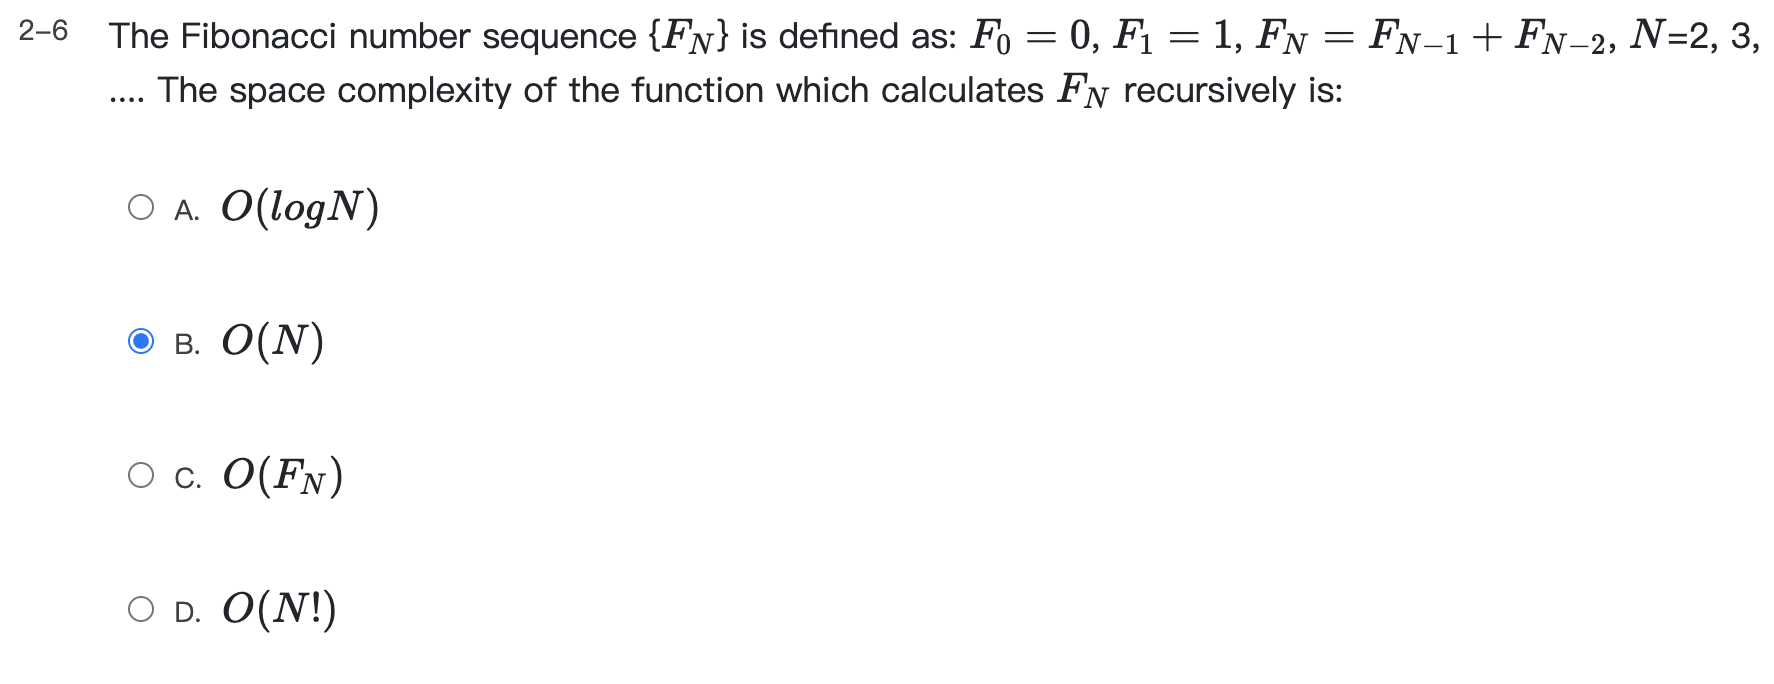 2-6 The Fibonacci number sequence {F_N} is defined as: F_0 = 0, F_1 = 1, F_N = F_{N-1} + F_{N-2}, N=2, 3,
.... The space complexity of the function which calculates F_N recursively is:
A. O(logN)
B. O(N)
C. O(F_N)
D. O(N!)